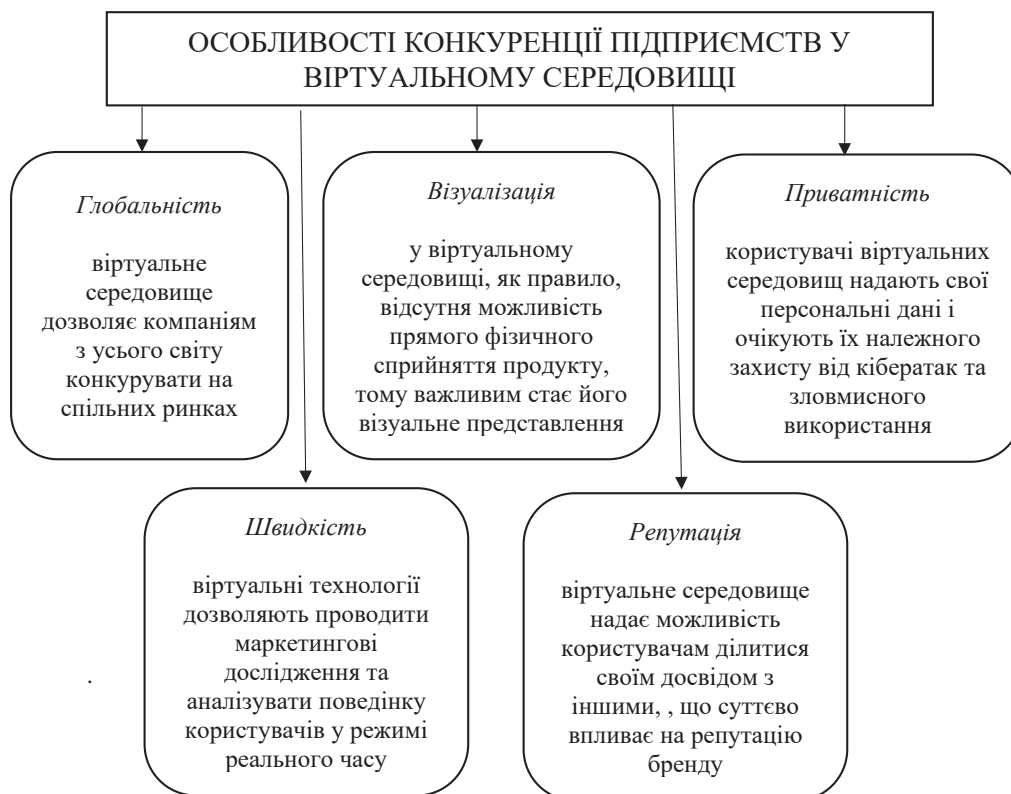 ОСОБЛИВОСТІ КОНКУРЕНЦІЇ ПІДПРИЄМСТВ У
ВІРТУАЛЬНОМУ СЕРЕДОВИЩІ
Глобальність
віртуальне
середовище
дозволяє компаніям
з усього світу
конкурувати на
спільних ринках
Візуалізація
у віртуальному
середовищі, як правило,
відсутня можливість
прямого фізичного
сприйняття продукту,
тому важливим стає його
візуальне представлення
Приватність
користувачі віртуальних
середовищ надають свої
персональні дані і
очікують їх належного
захисту від кібератак та
зловмисного
використання
Швидкість
віртуальні технології
дозволяють проводити
маркетингові
дослідження та
аналізувати поведінку
користувачів у режимі
реального часу
Репутація
віртуальне середовище
надає можливість
користувачам ділитися
своїм досвідом з
іншими, , що суттєво
впливає на репутацію
бренду
.